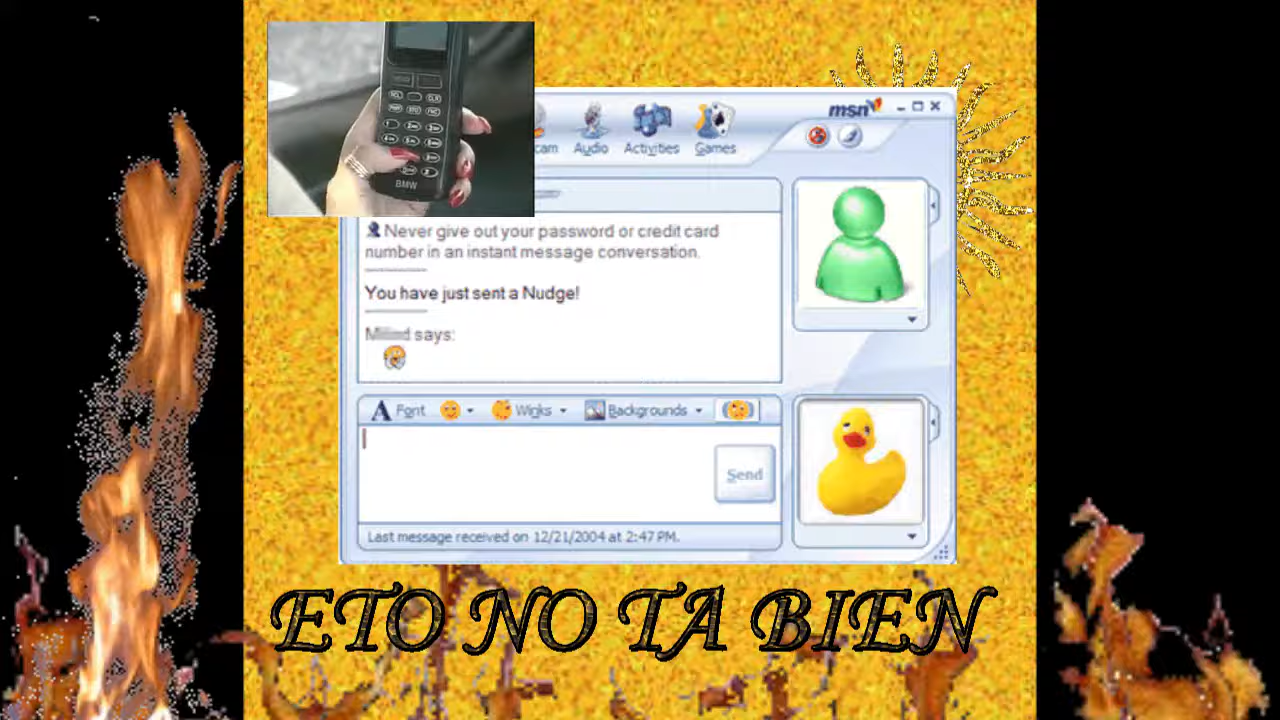 BMW
msn
Audio Activities Games
Never give out your password or credit card
number in an instant message conversation.
You have just sent a Nudge!
says:
Font Winks Backgrounds
Send
Last message received on 12/21/2004 at 2:47 PM.
ETO NO TA BIEN